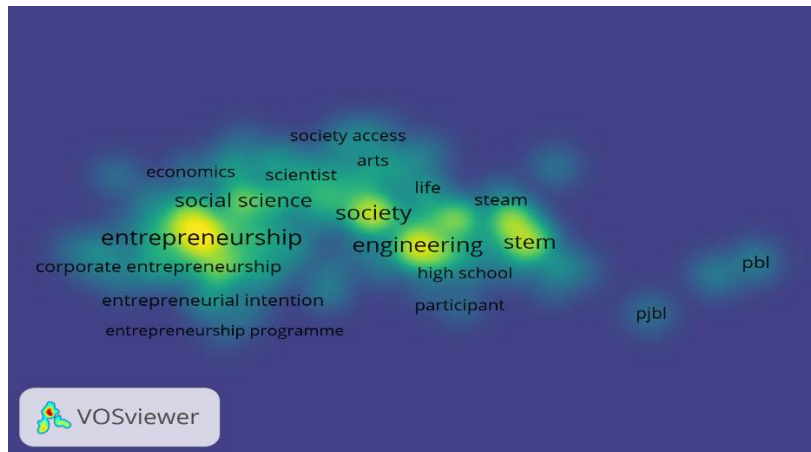 society access
arts
economics
scientist
life
social science
steam
society
entrepreneurship
engineering
stem
corporate entrepreneurship
high school
pbl
entrepreneurial intention
participant
pjbl
entrepreneurship programme
VOSviewer